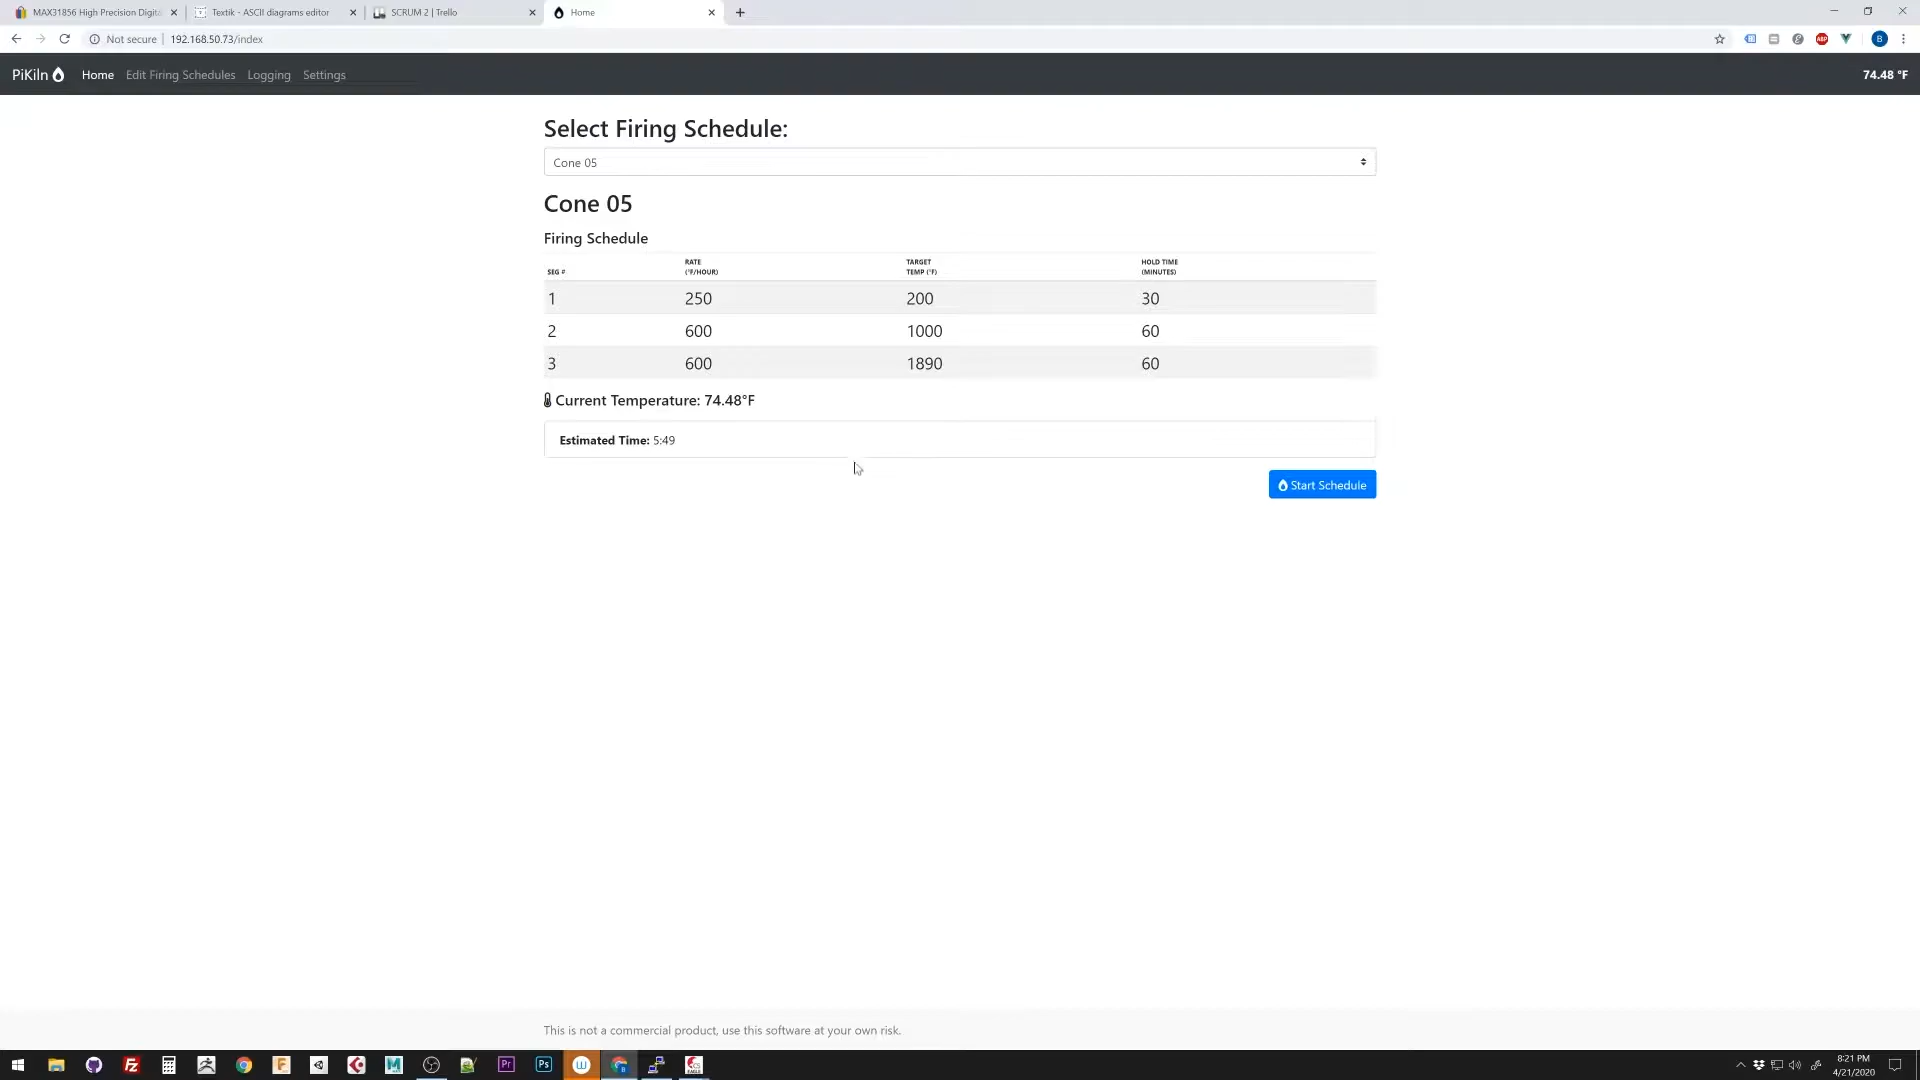 MAX31856 High Precision Digita
Textik - ASCII diagrams editor
SCRUM 2 | Trello
Home
Not secure
192.168.50.73/index
ABP
B
PiKiln
Home
Edit Firing Schedules
Logging
Settings
74.48 °F
Select Firing Schedule:
Cone 05
Cone 05
Firing Schedule
SEG #
RATE (°F/HOUR)
TARGET TEMP (°F)
HOLD TIME (MINUTES)
1 250 200 30
2 600 1000 60
3 600 1890 60
Current Temperature: 74.48°F
Estimated Time: 5:49
Start Schedule
This is not a commercial product, use this software at your own risk.
Fz
F
M
Pr
Ps
W
8:21 PM
4/21/2020